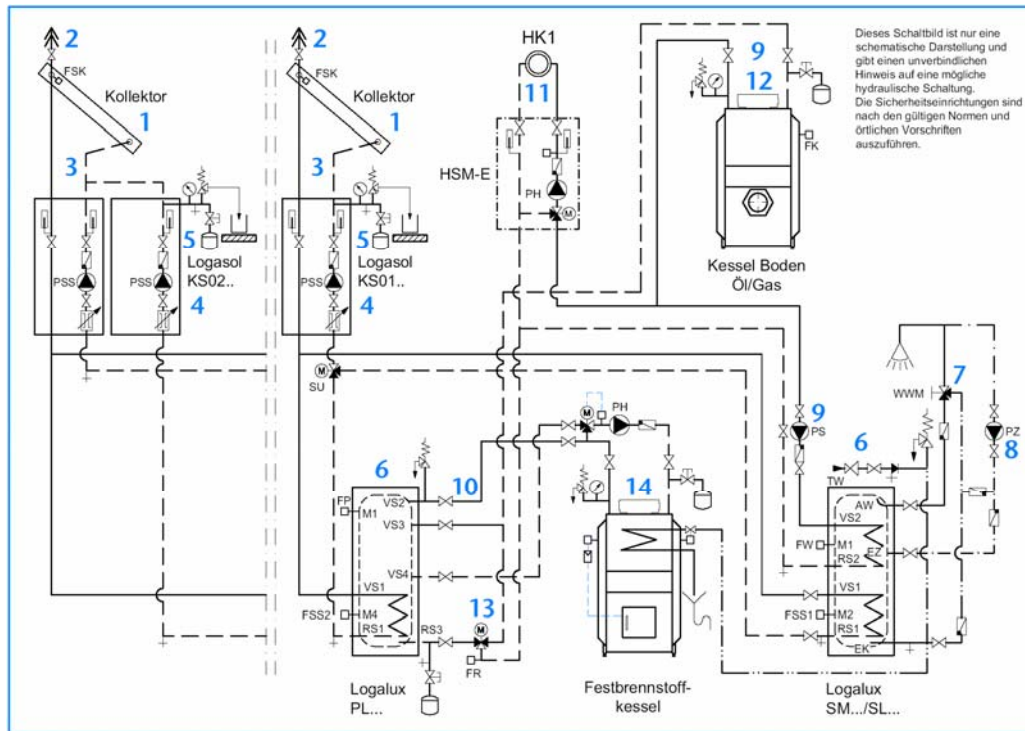 2
2
HK1
9
Dieses Schaltbild ist nur eine
schematische Darstellung und
gibt einen unverbindlichen
Hinweis auf eine mögliche
hydraulische Schaltung.
Die Sicherheitseinrichtungen sind
nach den gültigen Normen und
örtlichen Vorschriften
auszuführen.
FSK
FSK
11
12
Kollektor
Kollektor
1
1
FK
3
3
HSM-E
PH
M
5
Logasol
KS02..
5
Logasol
KS01..
Kessel Boden
Öl/Gas
PSS
PSS
PSS
4
4
M
SU
7
WWM
M
PH
9
PS
PZ
8
6
10
14
6
TW
FP
M1
VS2
VS3
VS4
VS1
FSS2
M4
RS1
RS3
13
M
FR
AW
VS2
FW
M1
EZ
RS2
VS1
FSS1
M2
RS1
EK
Logalux
PL...
Festbrennstoff-
kessel
Logalux
SM.../SL...